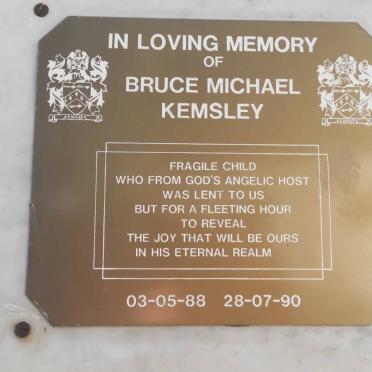 IN LOVING MEMORY
OF
BRUCE MICHAEL
KEMSLEY
FRAGILE CHILD
WHO FROM GOD'S ANGELIC HOST
WAS LENT TO US
BUT FOR A FLEETING HOUR
TO REVEAL
THE JOY THAT WILL BE OURS
IN HIS ETERNAL REALM
03-05-88 28-07-90